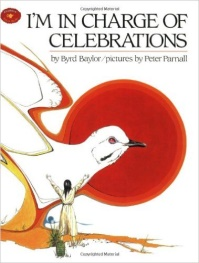 I'M IN CHARGE OF
CELEBRATIONS
by Byrd Baylor/pictures by Peter Parnall